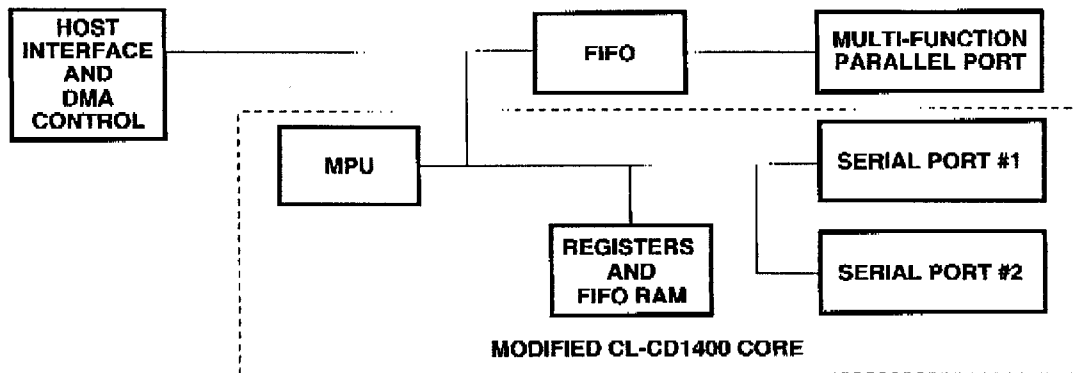 HOST
INTERFACE
AND
DMA
CONTROL
FIFO
MULTI-FUNCTION
PARALLEL PORT
MPU
SERIAL PORT #1
REGISTERS
AND
FIFO RAM
SERIAL PORT #2
MODIFIED CL-CD1400 CORE